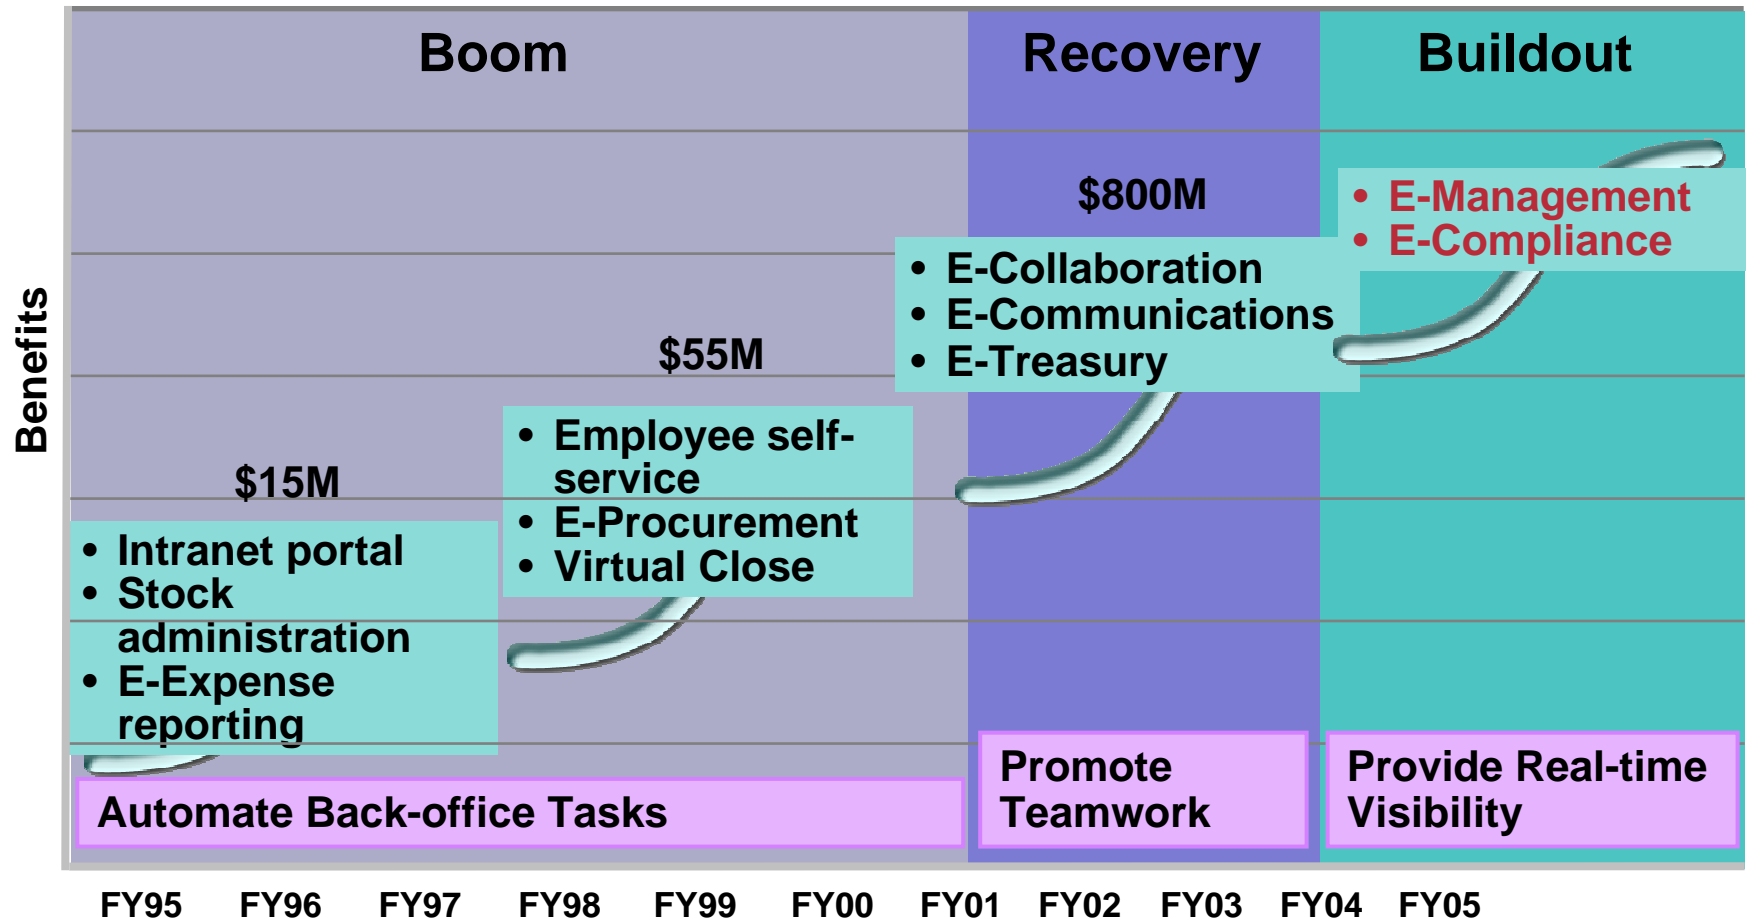 Boom
Recovery
Buildout
Benefits
$15M
• Intranet portal
• Stock
administration
• E-Expense
reporting
$55M
• Employee self-
service
• E-Procurement
• Virtual Close
$800M
• E-Collaboration
• E-Communications
• E-Treasury
• E-Management
• E-Compliance
Automate Back-office Tasks
Promote
Teamwork
Provide Real-time
Visibility
FY95 FY96 FY97 FY98 FY99 FY00 FY01 FY02 FY03 FY04 FY05